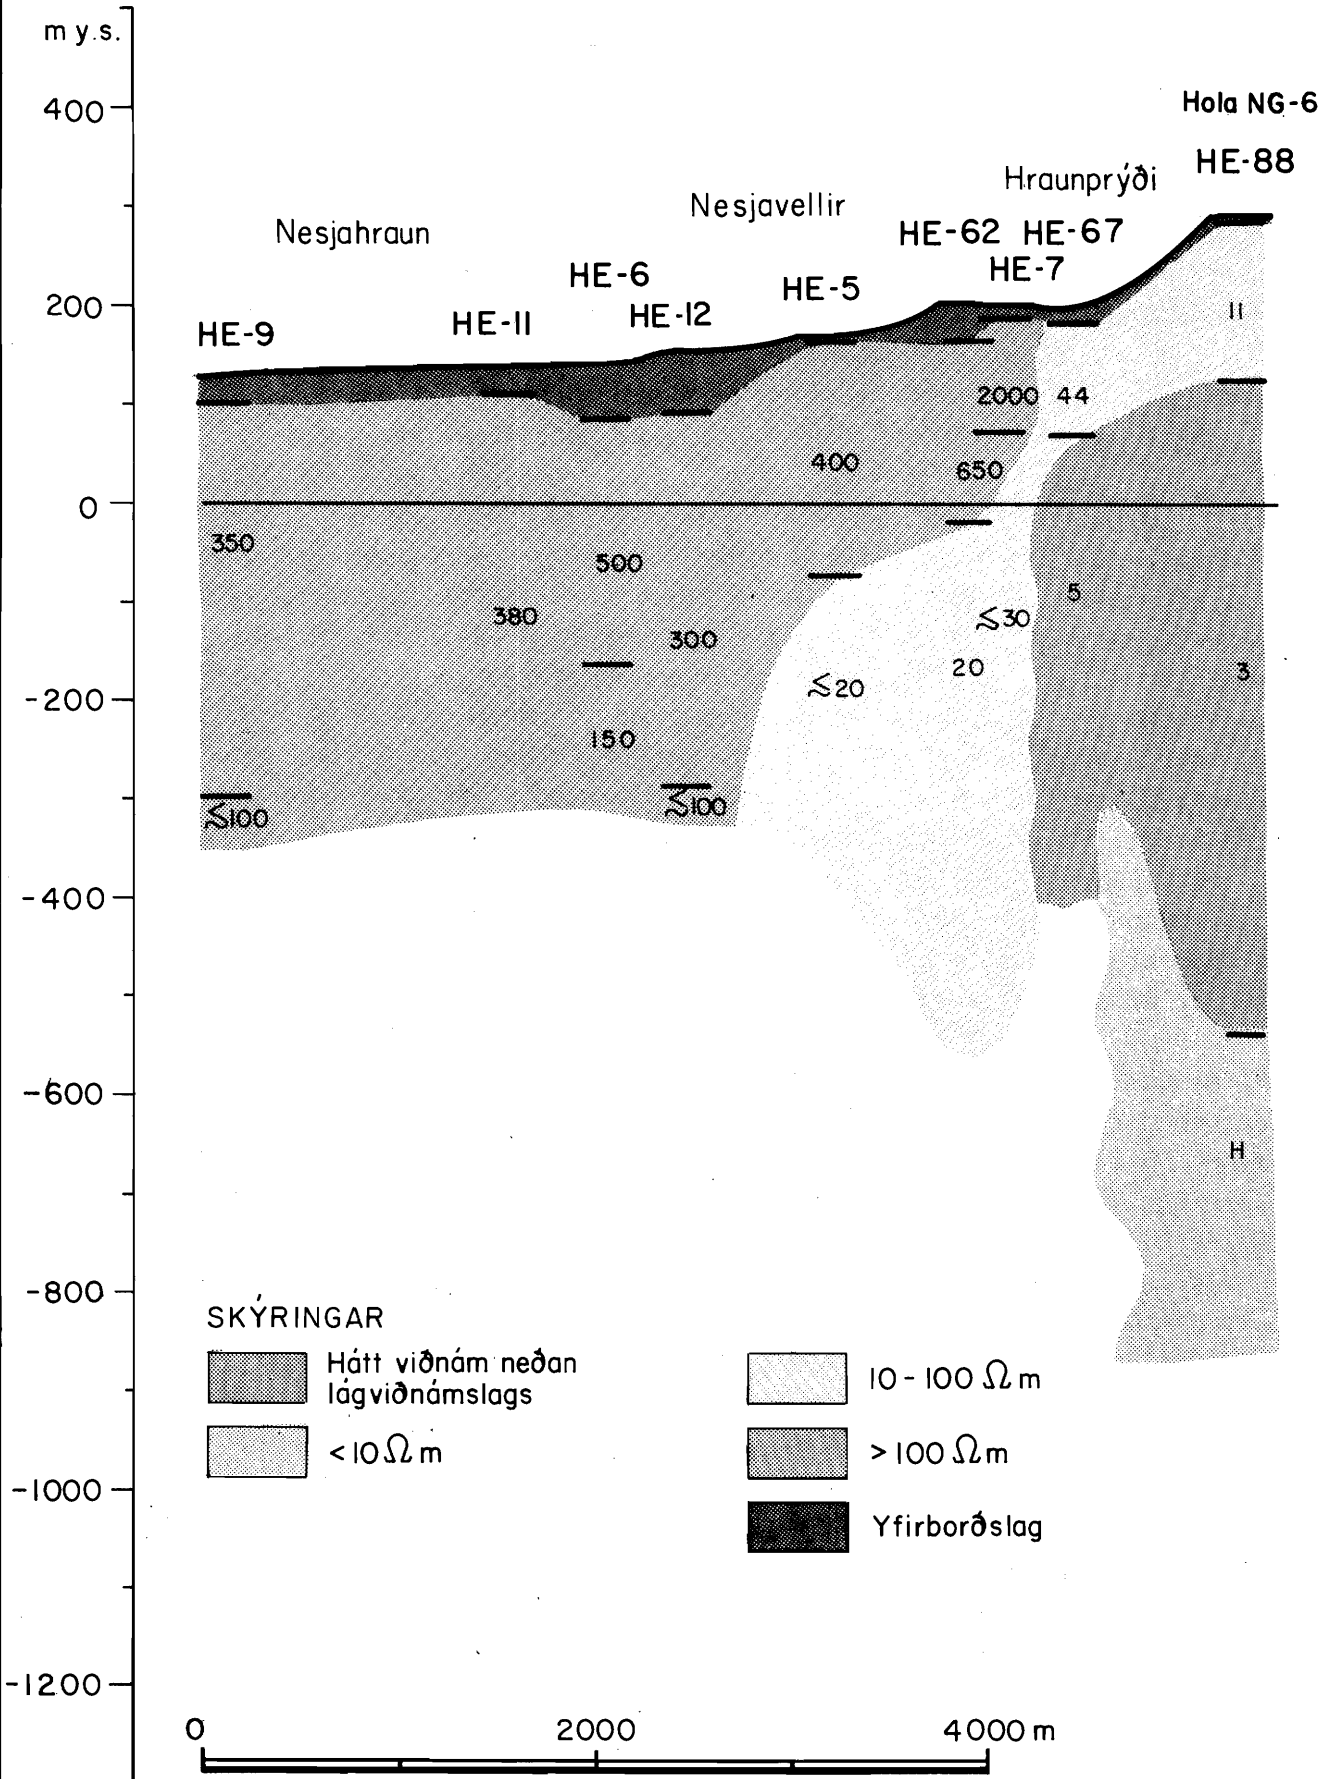 m y.s.
400
200
0
-200
-400
-600
-800
-1000
-1200
Hola NG-6
HE-88
Hraunprýði
Nesjavellir
Nesjahraun
HE-62 HE-67
HE-7
HE-6
HE-5
HE-12
HE-11
HE-9
11
2000 44
400
650
350
500
380
5
≲30
300
20
3
≲20
150
≲100
≲100
H
SKÝRINGAR
Hátt viðnám neðan
lágviðnámslags
<10 Ωm
10-100 Ωm
>100 Ωm
Yfirborðslag
0 2000 4000 m